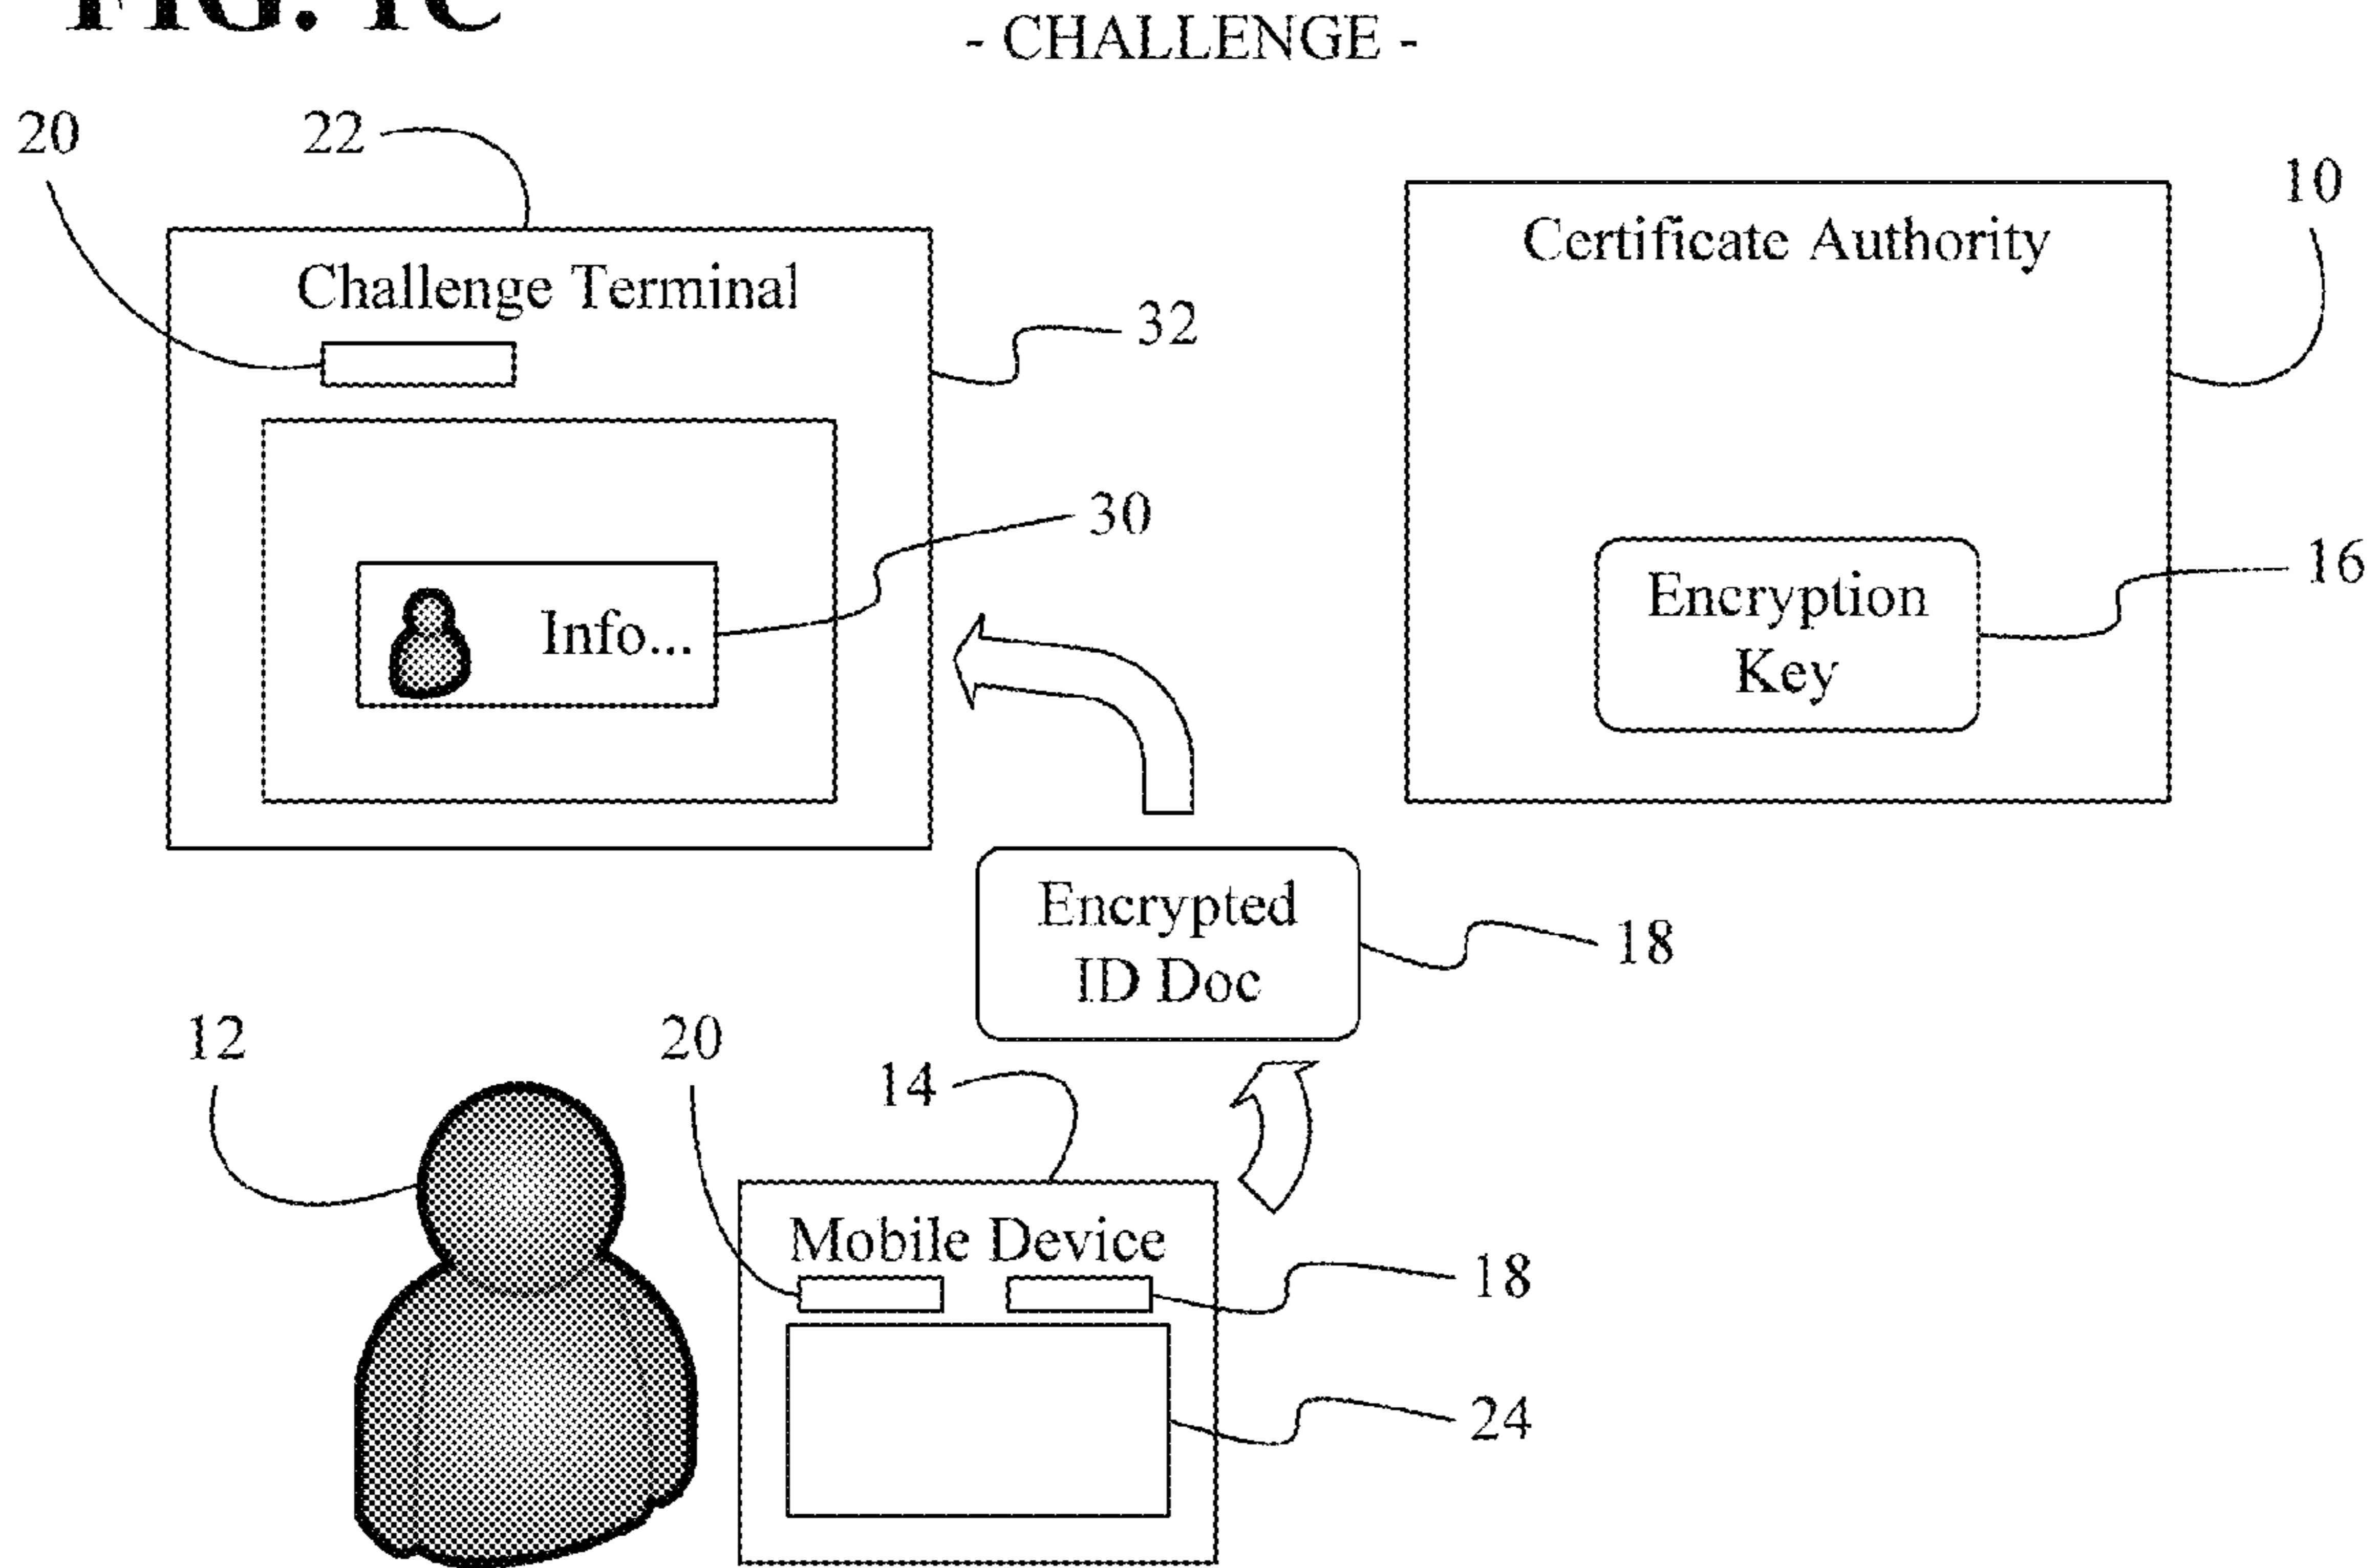 FIG. 1C
- CHALLENGE -
20
22
10
Challenge Terminal
Certificate Authority
32
30
Info...
Encryption
Key
16
Encrypted
ID Doc
18
12
20
14
Mobile Device
18
24